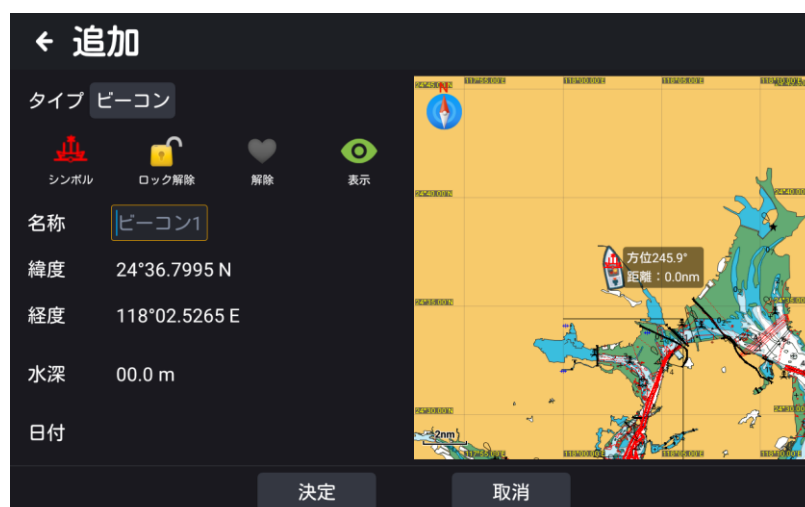 追加
タイプ ビーコン
シンボル ロック解除 解除 表示
名称 ビーコン1
緯度 24°36.7995 N
経度 118°02.5265 E
水深 00.0 m
日付
N
方位245.9°
距離：0.0nm
2nm
決定 取消